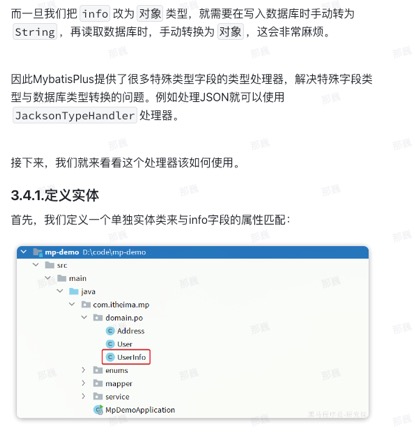 而一旦我们把 info 改为 对象 类型，就需要在写入数据库时手动转为
String ，再读取数据库时，手动转换为 对象 ，这会非常麻烦。
因此MybatisPlus提供了很多特殊类型字段的类型处理器，解决特殊字段类
型与数据库类型转换的问题。例如处理JSON就可以使用
JacksonTypeHandler 处理器。
接下来，我们就来看看这个处理器该如何使用。
3.4.1.定义实体
首先，我们定义一个单独实体类来与info字段的属性匹配：
mp-demo D:\code\mp-demo
src
main
java
com.itheima.mp
domain.po
Address
User
UserInfo
enums
mapper
service
MpDemoApplication